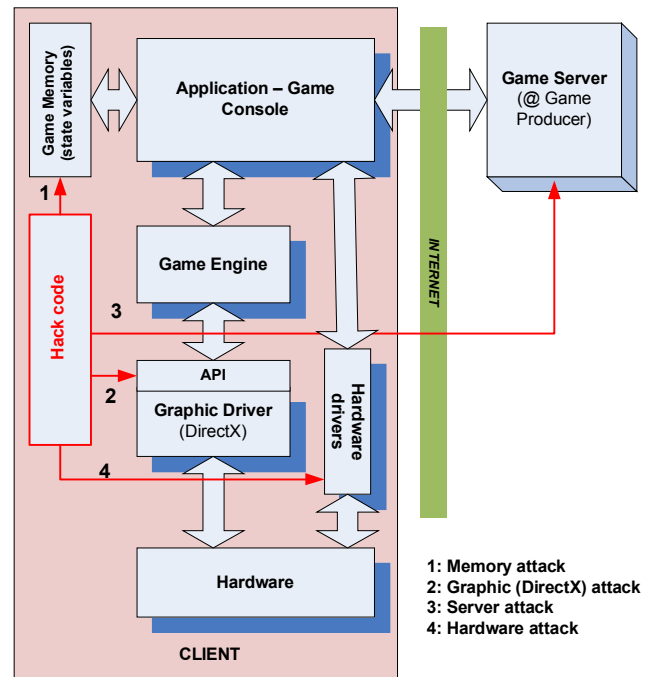 Game Memory
(state variables)
Application – Game
Console
Game Server
(@ Game
Producer)
1
Hack code
Game Engine
INTERNET
3
API
2
Graphic Driver
(DirectX)
Hardware
drivers
4
Hardware
1: Memory attack
2: Graphic (DirectX) attack
3: Server attack
4: Hardware attack
CLIENT